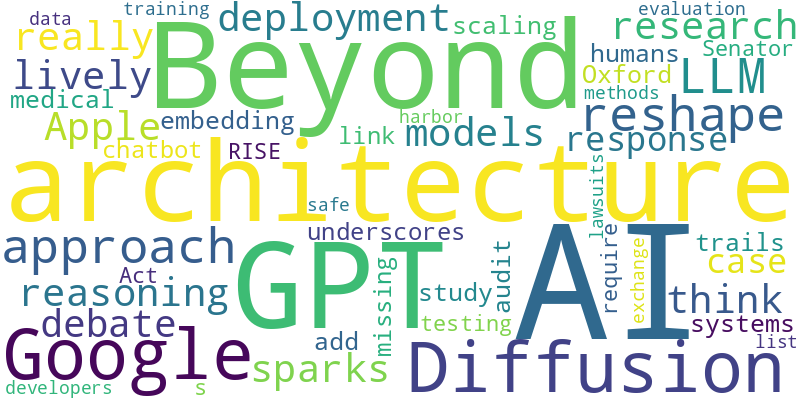 training
evaluation
data
deployment
scaling
research
really
Beyond
humans
Senator
lively
Oxford
LLM
medical
methods
reshape
Apple
embedding
harbor
link
models
response
chatbot
RISE
architecture
lawsuits
safe
approach
underscores
AI
trails
GPT
require
case
Act
missing
audit
exchange
reasoning
study
think
debate
testing
systems
Google
add
list
sparks
Diffusion
developers
s